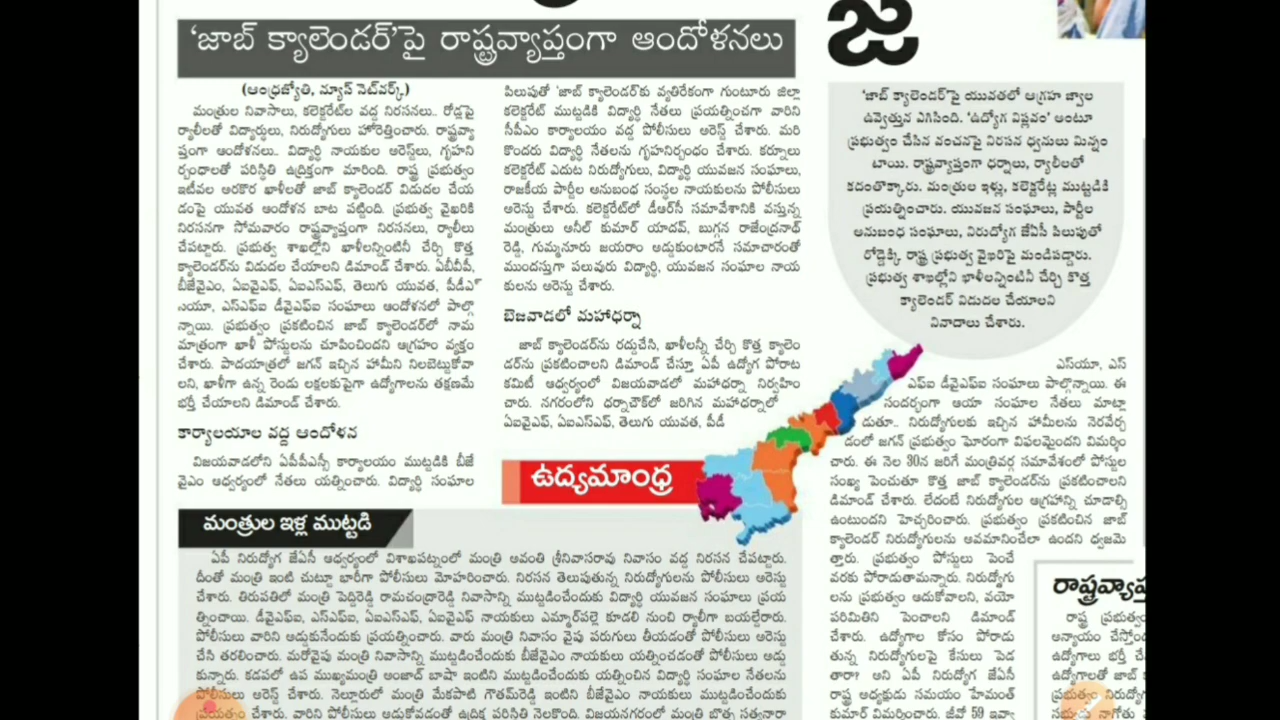 ‘జాబ్ క్యాలెండర్’పై రాష్ట్రవ్యాప్తంగా ఆందోళనలు
(ఆంధ్రజ్యోతి, న్యూస్ నెట్‌వర్క్)
మంత్రుల నివాసాలు, కలెక్టరేట్‌ల వద్ద నిరసనలు.. రోడ్లపై
ర్యాలీలతో విద్యార్థులు, నిరుద్యోగులు హోరెత్తించారు. రాష్ట్రవ్యా
ప్తంగా ఆందోళనలు.. విద్యార్థి నాయకుల అరెస్ట్‌లు, గృహని
ర్బంధాలతో పరిస్థితి ఉద్రిక్తంగా మారింది. రాష్ట్ర ప్రభుత్వం
ఇటీవల అరకొర ఖాళీలతో జాబ్ క్యాలెండర్ విడుదల చేయ
డంపై యువత ఆందోళన బాట పట్టింది. ప్రభుత్వ వైఖరికి
నిరసనగా సోమవారం రాష్ట్రవ్యాప్తంగా నిరసనలు, ర్యాలీలు
చేపట్టారు. ప్రభుత్వ శాఖల్లోని ఖాళీలన్నింటినీ చేర్చి కొత్త
క్యాలెండర్‌ను విడుదల చేయాలని డిమాండ్ చేశారు. ఏబీవీపీ,
బీజేవైఎం, ఏఐవైఎఫ్, ఏఐఎస్ఎఫ్, తెలుగు యువత, పీడీఎ
స్‌యూ, ఎస్ఎఫ్ఐ డీవైఎఫ్ఐ సంఘాలు ఆందోళనలో పాల్గొ
న్నాయి. ప్రభుత్వం ప్రకటించిన జాబ్ క్యాలెండర్‌లో నామ
మాత్రంగా ఖాళీ పోస్టులను చూపించిందని ఆగ్రహం వ్యక్తం
చేశారు. పాదయాత్రలో జగన్ ఇచ్చిన హామీని నిలబెట్టుకోవా
లని, ఖాళీగా ఉన్న రెండు లక్షలకుపైగా ఉద్యోగాలను తక్షణమే
భర్తీ చేయాలని డిమాండ్ చేశారు.
కార్యాలయాల వద్ద ఆందోళన
విజయవాడలోని ఏపీపీఎస్సీ కార్యాలయం ముట్టడికి బీజే
వైఎం ఆధ్వర్యంలో నేతలు యత్నించారు. విద్యార్థి సంఘాల
పిలుపుతో ‘జాబ్ క్యాలెండర్’కు వ్యతిరేకంగా గుంటూరు జిల్లా
కలెక్టరేట్ ముట్టడికి విద్యార్థి నేతలు ప్రయత్నించగా వారిని
సీపీఎం కార్యాలయం వద్ద పోలీసులు అరెస్ట్ చేశారు. మరి
కొందరు విద్యార్థి నేతలను గృహనిర్బంధం చేశారు. కర్నూలు
కలెక్టరేట్ ఎదుట నిరుద్యోగులు, విద్యార్థి యువజన సంఘాలు,
రాజకీయ పార్టీల అనుబంధ సంస్థల నాయకులను పోలీసులు
అరెస్టు చేశారు. కలెక్టరేట్‌లో డీఆర్‌సీ సమావేశానికి వస్తున్న
మంత్రులు అనీల్ కుమార్ యాదవ్, బుగ్గన రాజేంద్రనాథ్
రెడ్డి, గుమ్మనూరు జయరాం అడ్డుకుంటారనే సమాచారంతో
ముందస్తుగా పలువురు విద్యార్థి, యువజన సంఘాల నాయ
కులను అరెస్టు చేశారు.
బెజవాడలో మహాధర్నా
జాబ్ క్యాలెండర్‌ను రద్దుచేసి, ఖాళీలన్నీ చేర్చి కొత్త క్యాలెం
డర్‌ను ప్రకటించాలని డిమాండ్ చేస్తూ ఏపీ ఉద్యోగ పోరాట
కమిటీ ఆధ్వర్యంలో విజయవాడలో మహాధర్నా నిర్వహిం
చారు. నగరంలోని ధర్నాచౌక్‌లో జరిగిన మహాధర్నాలో
ఏఐవైఎఫ్, ఏఐఎస్ఎఫ్, తెలుగు యువత, పీడీ
ఉద్యమాంధ్ర
‘జాబ్ క్యాలెండర్’పై యువతలో ఆగ్రహ జ్వాల
ఉవ్వెత్తున ఎగిసింది. ‘ఉద్యోగ విప్లవం’ అంటూ
ప్రభుత్వం చేసిన వంచనపై నిరసన ధ్వనులు మిన్నం
టాయి. రాష్ట్రవ్యాప్తంగా ధర్నాలు, ర్యాలీలతో
కదంతొక్కారు. మంత్రుల ఇళ్లు, కలెక్టరేట్ల ముట్టడికి
ప్రయత్నించారు. యువజన సంఘాలు, పార్టీల
అనుబంధ సంఘాలు, నిరుద్యోగ జేఏసీ పిలుపుతో
రోడ్డెక్కి రాష్ట్ర ప్రభుత్వ వైఖరిపై మండిపడ్డారు.
ప్రభుత్వ శాఖల్లోని ఖాళీలన్నింటినీ చేర్చి కొత్త
క్యాలెండర్ విడుదల చేయాలని
నినాదాలు చేశారు.
ఎస్‌యూ, ఎస్
ఎఫ్ఐ డీవైఎఫ్ఐ సంఘాలు పాల్గొన్నాయి. ఈ
సందర్భంగా ఆయా సంఘాల నేతలు మాట్లా
డుతూ.. నిరుద్యోగులకు ఇచ్చిన హామీలను నెరవేర్చ
డంలో జగన్ ప్రభుత్వం ఘోరంగా విఫలమైందని విమర్శిం
చారు. ఈ నెల 30న జరిగే మంత్రివర్గ సమావేశంలో పోస్టుల
సంఖ్య పెంచుతూ కొత్త జాబ్ క్యాలెండర్‌ను ప్రకటించాలని
డిమాండ్ చేశారు. లేదంటే నిరుద్యోగుల ఆగ్రహాన్ని చూడాల్సి
ఉంటుందని హెచ్చరించారు. ప్రభుత్వం ప్రకటించిన జాబ్
క్యాలెండర్ నిరుద్యోగులను అవమానించేలా ఉందని ధ్వజమె
త్తారు. ప్రభుత్వం పోస్టులు పెంచే
వరకు పోరాడుతామన్నారు. నిరుద్యోగు
లను ప్రభుత్వం ఆదుకోవాలని, వయో
పరిమితిని పెంచాలని డిమాండ్
చేశారు. ఉద్యోగాల కోసం పోరాడు
తున్న నిరుద్యోగులపై కేసులు పెడ
తారా? అని ఏపీ నిరుద్యోగ జేఏసీ
రాష్ట్ర అధ్యక్షుడు సమయం హేమంత్
కుమార్ విమర్శించారు. జీవో 59 ఇవ్వా
మంత్రుల ఇళ్ల ముట్టడి
ఏపీ నిరుద్యోగ జేఏసీ ఆధ్వర్యంలో విశాఖపట్నంలో మంత్రి అవంతి శ్రీనివాసరావు నివాసం వద్ద నిరసన చేపట్టారు.
దీంతో మంత్రి ఇంటి చుట్టూ భారీగా పోలీసులు మోహరించారు. నిరసన తెలుపుతున్న నిరుద్యోగులను పోలీసులు అరెస్టు
చేశారు. తిరుపతిలో మంత్రి పెద్దిరెడ్డి రామచంద్రారెడ్డి నివాసాన్ని ముట్టడించేందుకు విద్యార్థి యువజన సంఘాలు ప్రయ
త్నించాయి. డీవైఎఫ్ఐ, ఎస్ఎఫ్ఐ, ఏఐఎస్ఎఫ్, ఏఐవైఎఫ్ నాయకులు ఎమ్మార్‌పల్లె కూడలి నుంచి ర్యాలీగా బయల్దేరారు.
పోలీసులు వారిని అడ్డుకునేందుకు ప్రయత్నించారు. వారు మంత్రి నివాసం వైపు పరుగులు తీయడంతో పోలీసులు అరెస్టు
చేసి తరలించారు. మరోవైపు మంత్రి నివాసాన్ని ముట్టడించేందుకు బీజేవైఎం నాయకులు యత్నించడంతో పోలీసులు అడ్డు
కున్నారు. కడపలో ఉప ముఖ్యమంత్రి అంజాద్ బాషా ఇంటిని ముట్టడించేందుకు యత్నించిన విద్యార్థి సంఘాల నేతలను
పోలీసులు అరెస్ట్ చేశారు. నెల్లూరులో మంత్రి మేకపాటి గౌతమ్‌రెడ్డి ఇంటిని బీజేవైఎం నాయకులు ముట్టడించేందుకు
ప్రయత్నం చేశారు. వారిని పోలీసులు అడ్డుకోవడంతో ఉద్రిక్త పరిస్థితి నెలకొంది. విజయనగరంలో మంత్రి బొత్స సత్యనారా
రాష్ట్రవ్యాప్త
రాష్ట్ర ప్రభుత్వం
అన్యాయం చేస్తోం
ఉద్యోగాలు భర్తీ చే
ఉద్యోగాలతో జాబ్
ప్రభుత్వం నిరుద్యోగ